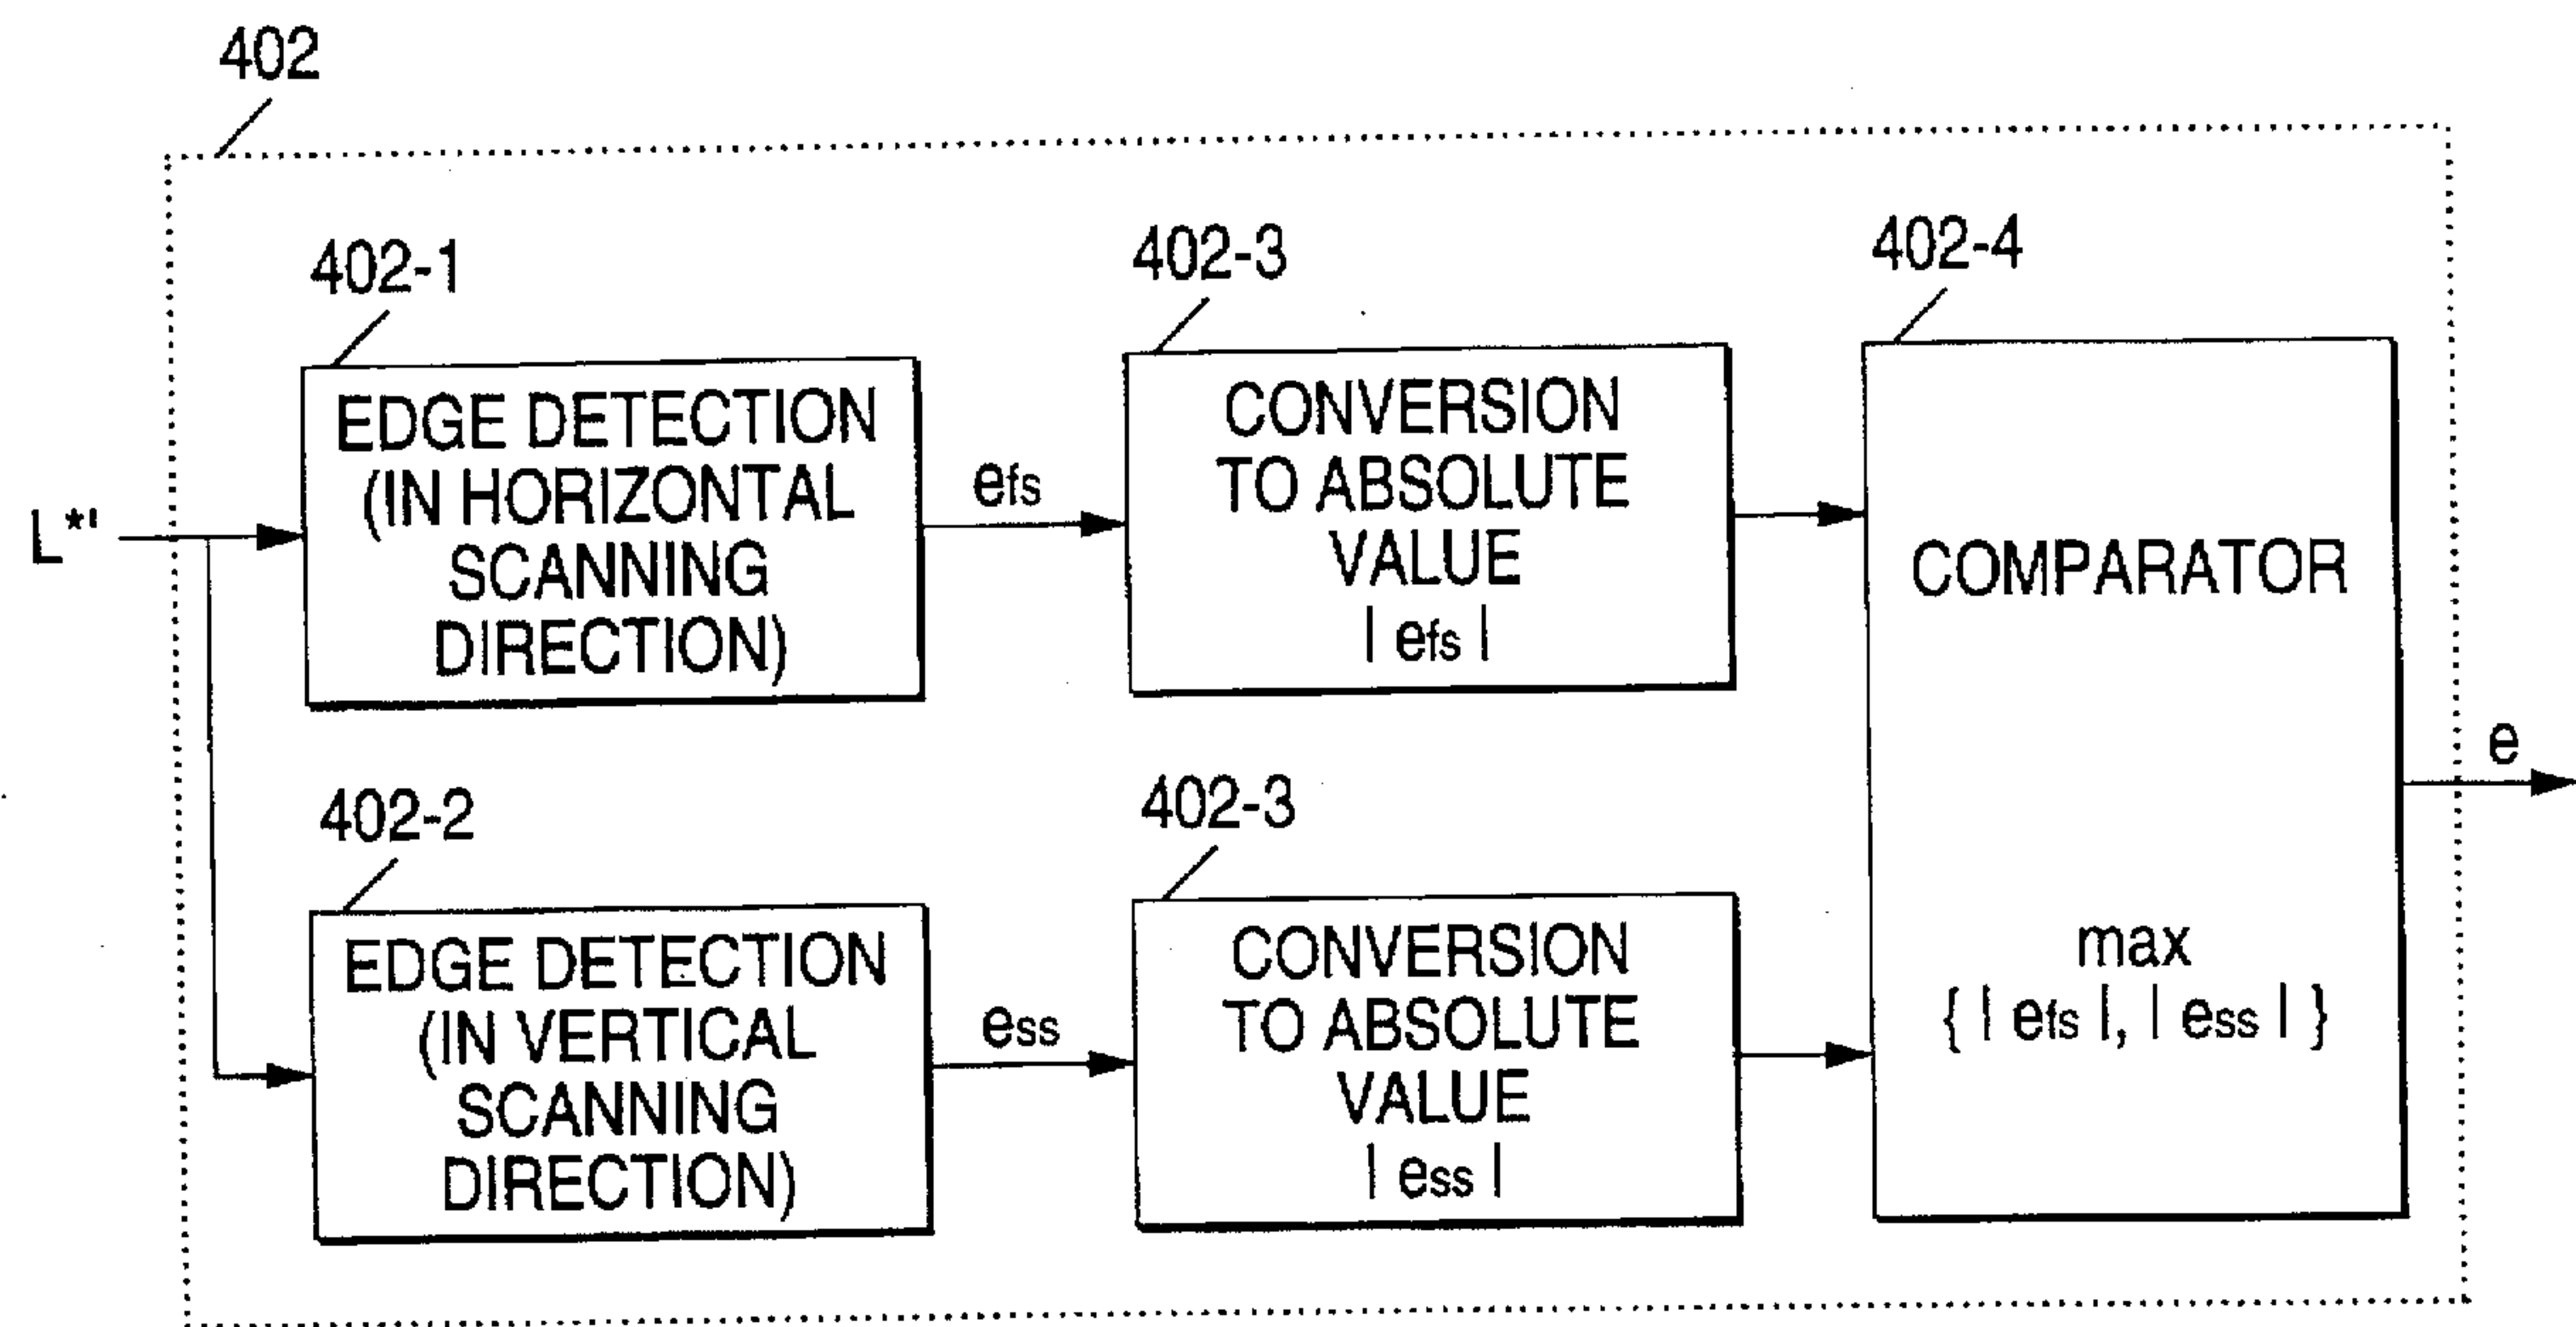 402
402-1
402-3
402-4
EDGE DETECTION
(IN HORIZONTAL
SCANNING
DIRECTION)
L*'
efs
CONVERSION
TO ABSOLUTE
VALUE
| efs |
COMPARATOR
max
{ | efs |, | ess | }
e
402-2
402-3
EDGE DETECTION
(IN VERTICAL
SCANNING
DIRECTION)
ess
CONVERSION
TO ABSOLUTE
VALUE
| ess |